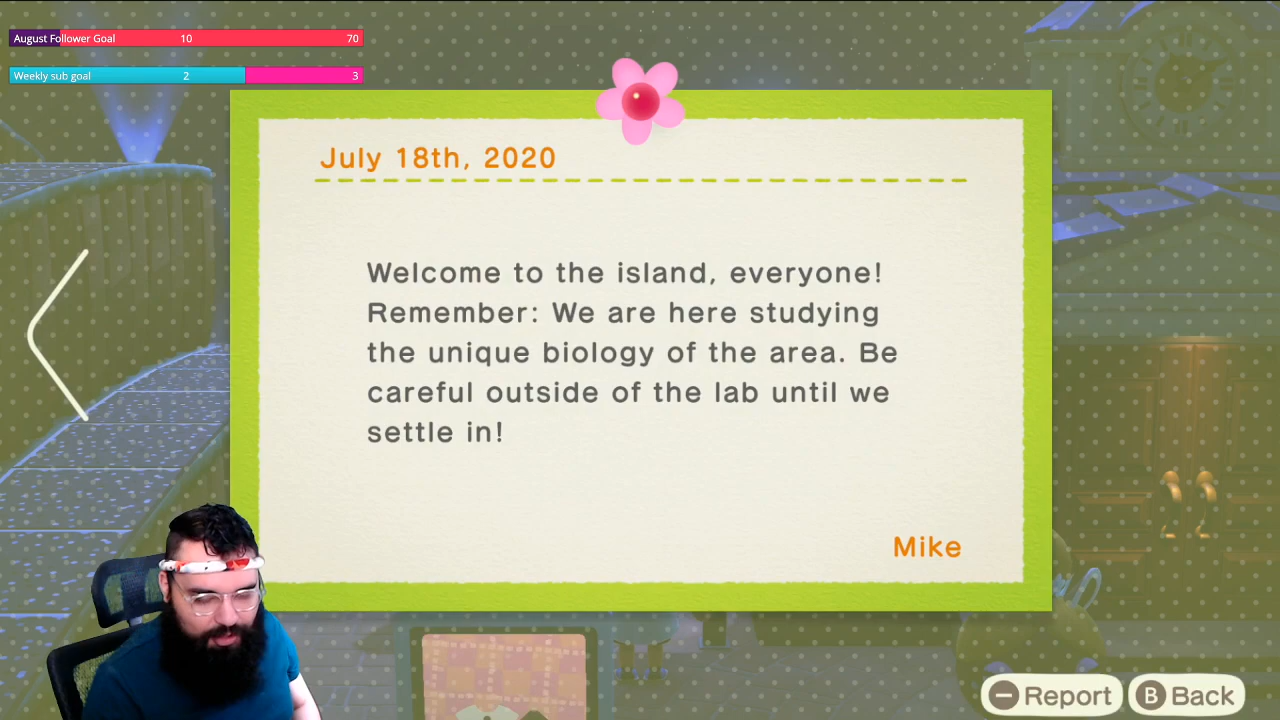 August Follower Goal 10 70
Weekly sub goal 2 3
July 18th, 2020
Welcome to the island, everyone!
Remember: We are here studying
the unique biology of the area. Be
careful outside of the lab until we
settle in!
Mike
Report B Back